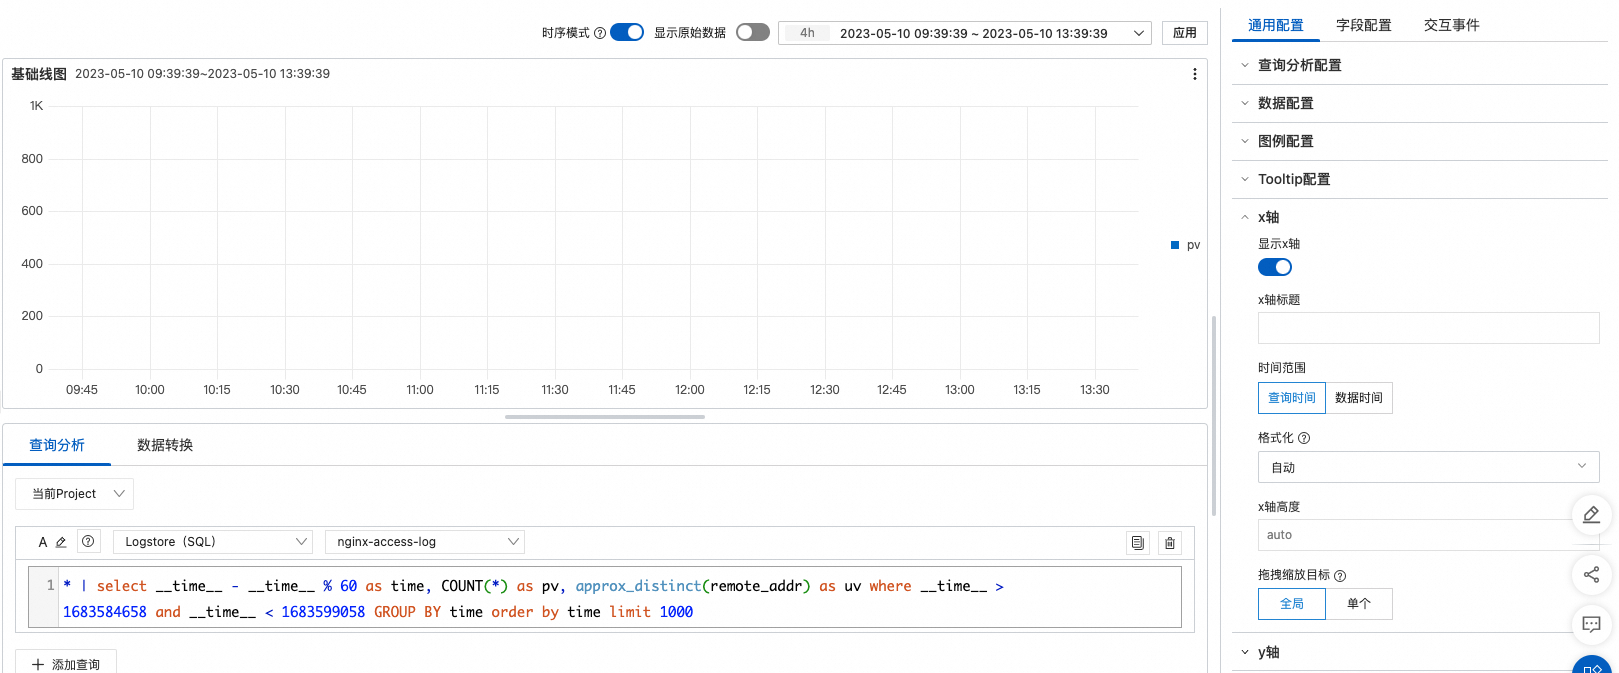 时序模式 显示原始数据 4h 2023-05-10 09:39:39 ~ 2023-05-10 13:39:39 应用
基础线图 2023-05-10 09:39:39~2023-05-10 13:39:39
1K
800
600
400
200
0
09:45 10:00 10:15 10:30 10:45 11:00 11:15 11:30 11:45 12:00 12:15 12:30 12:45 13:00 13:15 13:30
pv
查询分析 数据转换
当前Project
A Logstore (SQL) nginx-access-log
1 * | select __time__ - __time__ % 60 as time, COUNT(*) as pv, approx_distinct(remote_addr) as uv where __time__ >
1683584658 and __time__ < 1683599058 GROUP BY time order by time limit 1000
添加查询
通用配置 字段配置 交互事件
查询分析配置
数据配置
图例配置
Tooltip配置
x轴
显示x轴
x轴标题
时间范围
查询时间 数据时间
格式化
自动
x轴高度
auto
拖拽缩放目标
全局 单个
y轴